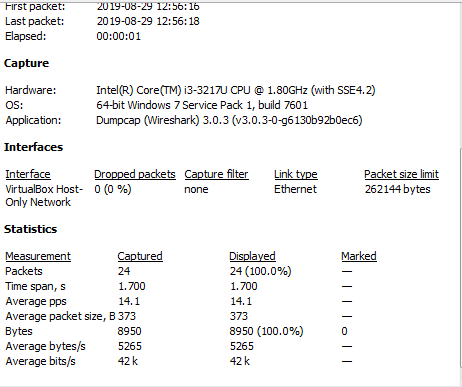 First packet: 2019-08-29 12:56:16
Last packet: 2019-08-29 12:56:18
Elapsed: 00:00:01
Capture
Hardware: Intel(R) Core(TM) i3-3217U CPU @ 1.80GHz (with SSE4.2)
OS: 64-bit Windows 7 Service Pack 1, build 7601
Application: Dumpcap (Wireshark) 3.0.3 (v3.0.3-0-g6130b92b0ec6)
Interfaces
Interface Dropped packets Capture filter Link type Packet size limit
VirtualBox Host- 0 (0 %) none Ethernet 262144 bytes
Only Network
Statistics
Measurement Captured Displayed Marked
Packets 24 24 (100.0%) —
Time span, s 1.700 1.700 —
Average pps 14.1 14.1 —
Average packet size, B 373 373 —
Bytes 8950 8950 (100.0%) 0
Average bytes/s 5265 5265 —
Average bits/s 42 k 42 k —